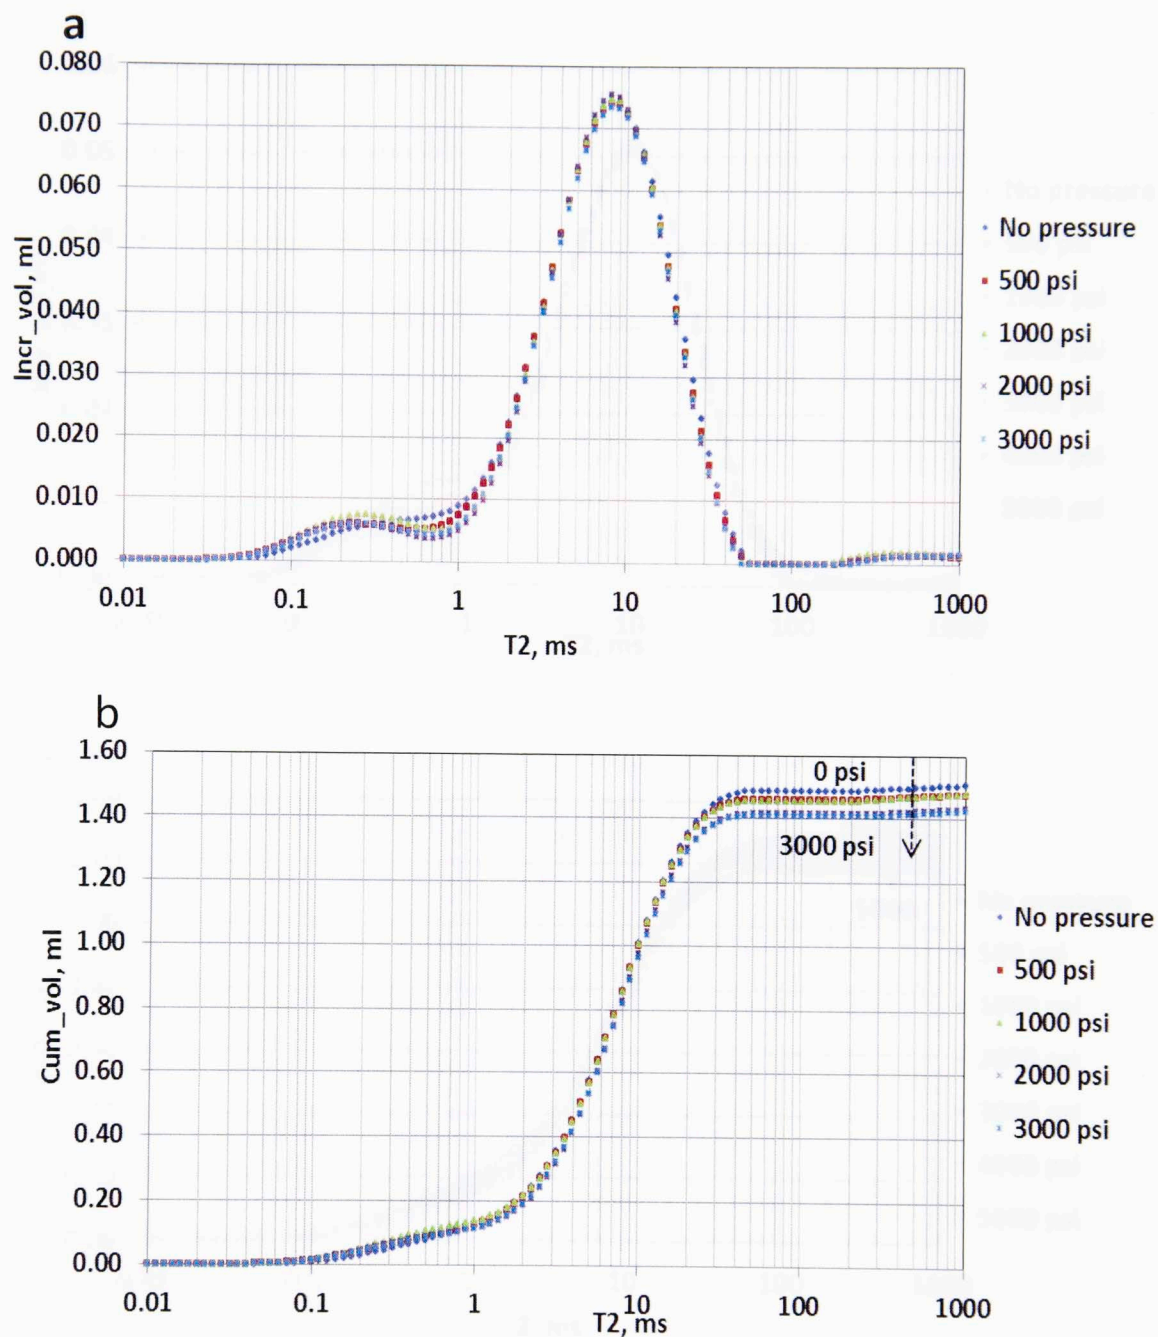 a
0.080
0.070
0.060
0.050
0.040
0.030
0.020
0.010
0.000
Incr_vol, ml
0.01 0.1 1 10 100 1000
T2, ms
No pressure
500 psi
1000 psi
2000 psi
3000 psi
b
1.60
1.40
1.20
1.00
0.80
0.60
0.40
0.20
0.00
Cum_vol, ml
0 psi
3000 psi
0.01 0.1 1 10 100 1000
T2, ms
No pressure
500 psi
1000 psi
2000 psi
3000 psi